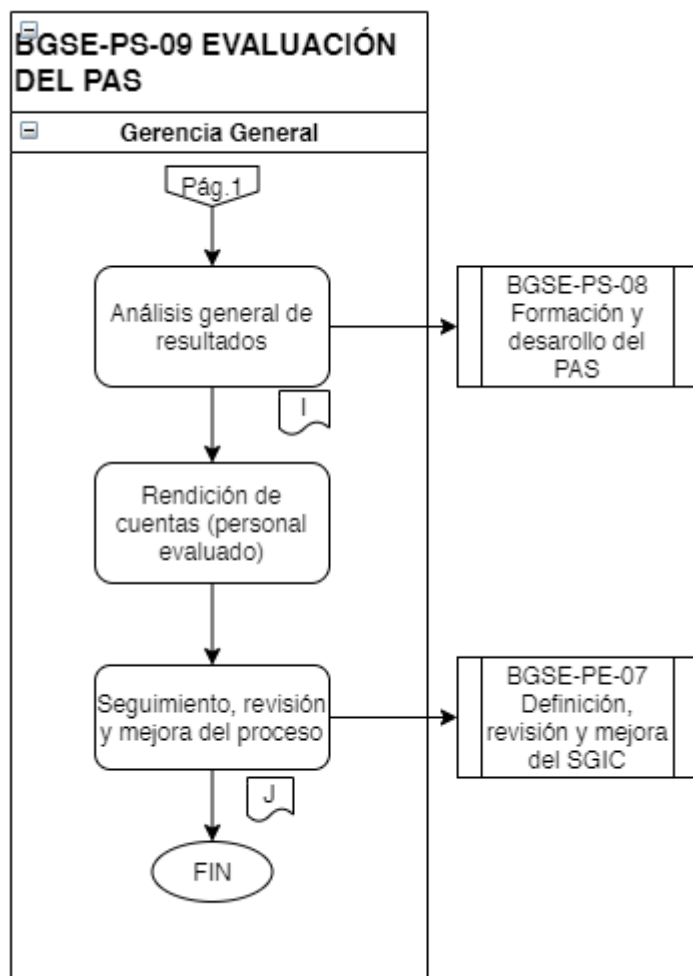 BGSE-PS-09 EVALUACIÓN
DEL PAS
Gerencia General
Pág.1
Análisis general de
resultados
BGSE-PS-08
Formación y
desarollo del
PAS
I
Rendición de
cuentas (personal
evaluado)
Seguimiento, revisión
y mejora del proceso
BGSE-PE-07
Definición,
revisión y mejora
del SGIC
J
FIN